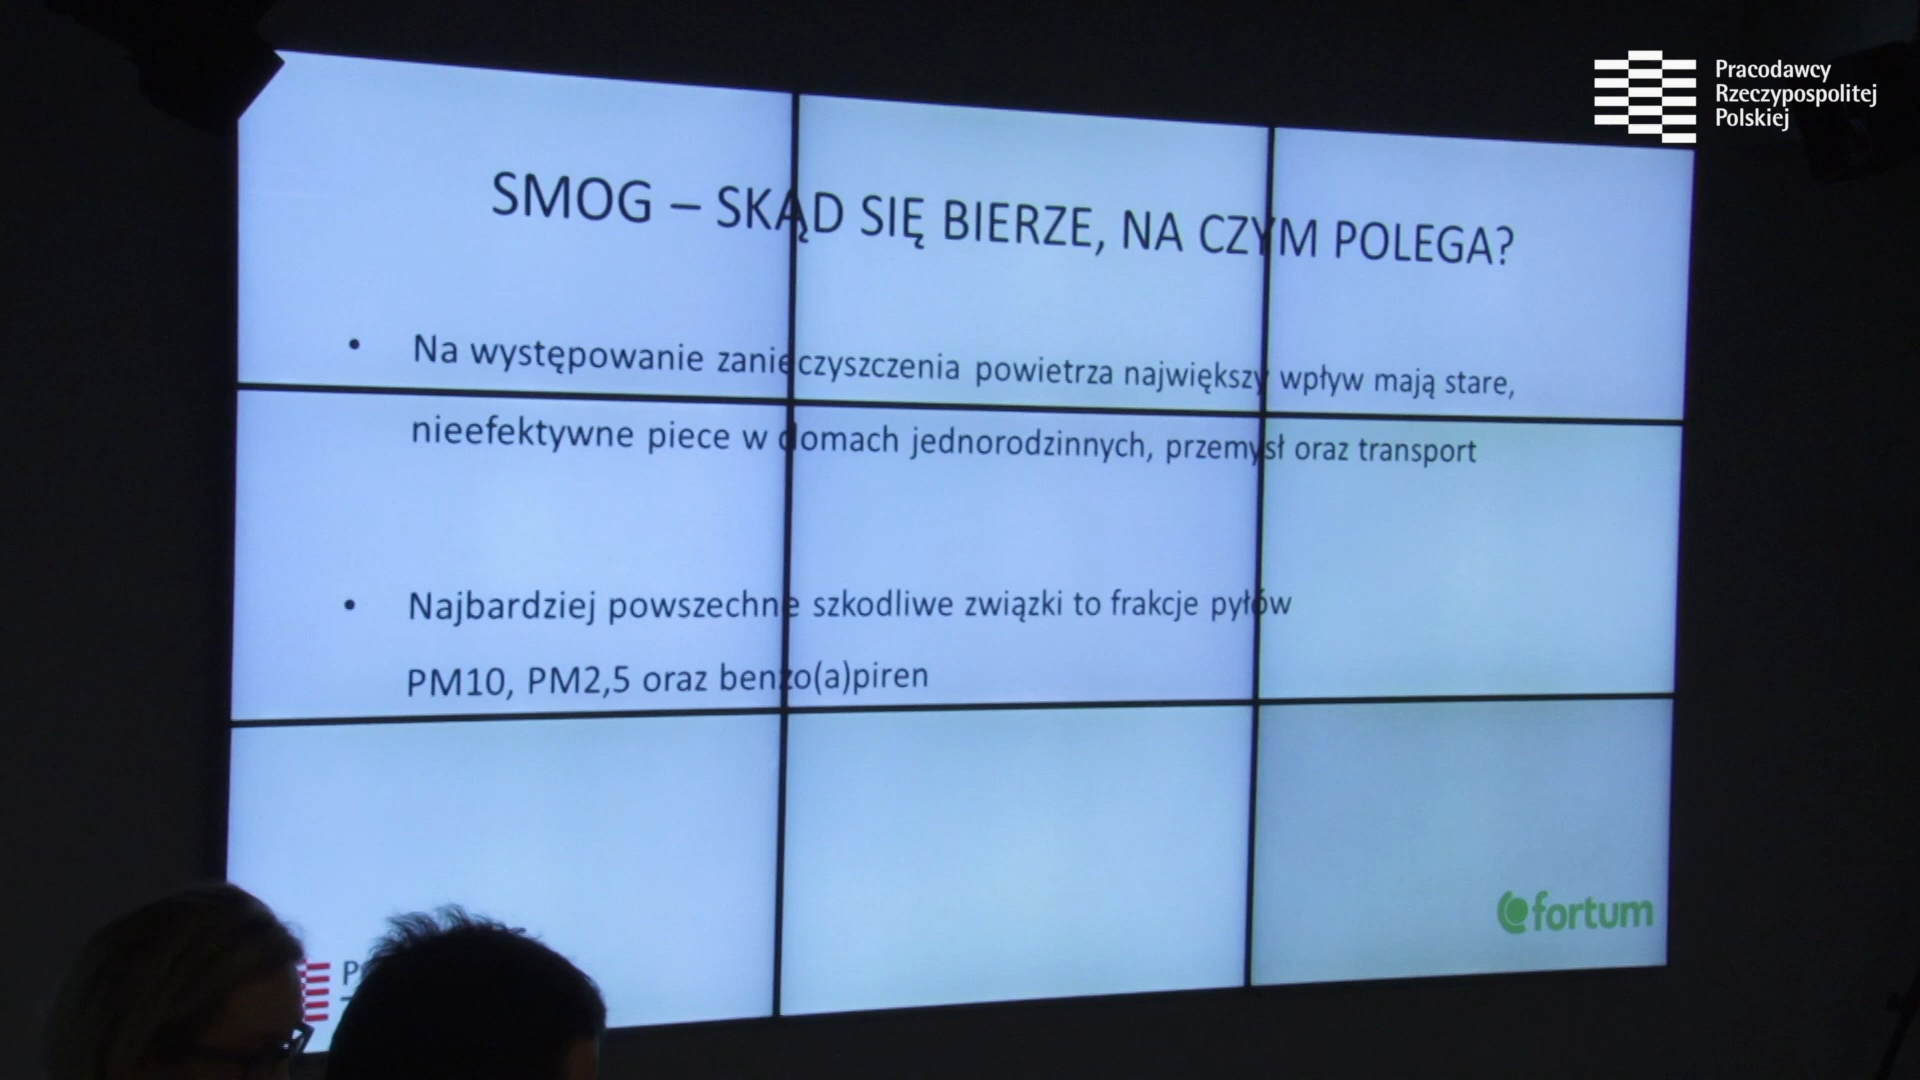 Pracodawcy
Rzeczypospolitej
Polskiej
SMOG – SKĄD SIĘ BIERZE, NA CZYM POLEGA?
• Na występowanie zanieczyszczenia powietrza największy wpływ mają stare,
nieefektywne piece w domach jednorodzinnych, przemysł oraz transport
• Najbardziej powszechne szkodliwe związki to frakcje pyłów
PM10, PM2,5 oraz benzo(a)piren
fortum